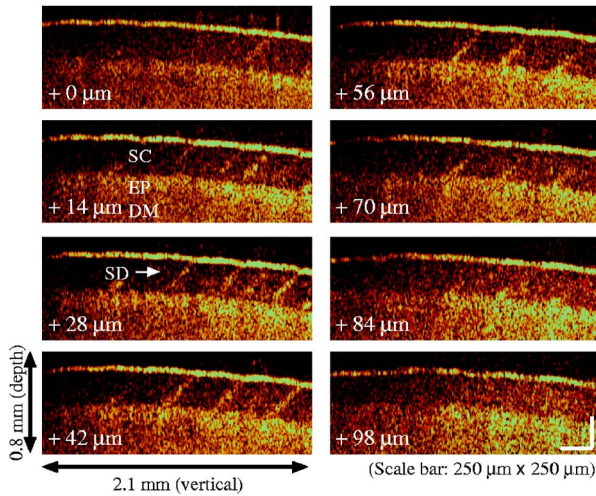 + 0 µm
SC
EP
+ 14 µm DM
SD
+ 28 µm
+ 42 µm
+ 56 µm
+ 70 µm
+ 84 µm
+ 98 µm
0.8 mm (depth)
2.1 mm (vertical)
(Scale bar: 250 µm x 250 µm)